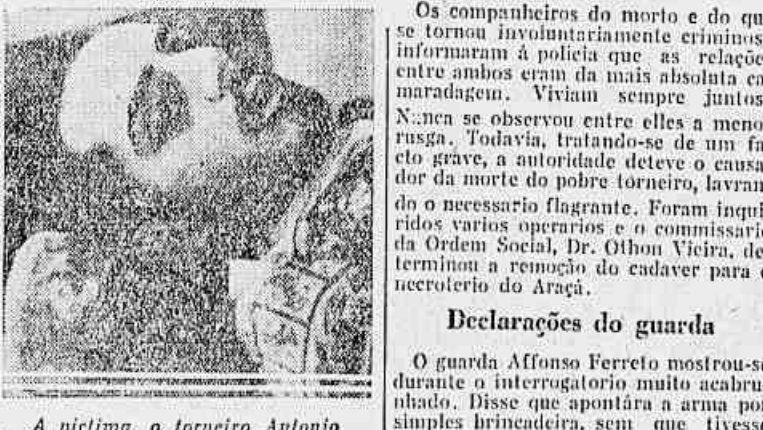 Os companheiros do morto e do qu
se tornou involuntariamente criminos
informaram á policia que as relaçõe
entre ambos eram da mais absoluta ca
maradagem. Viviam sempre juntos
Nunca se observou entre elles a meno
rusga. Todavia, tratando-se de um fa
cto grave, a autoridade deteve o causa
dor da morte do pobre torneiro, lavran
do o necessario flagrante. Foram inqui
ridos varios operarios e o commissario
da Ordem Social, Dr. Othon Vieira, de
terminou a remoção do cadaver para o
necroterio do Araçá.
Declarações do guarda
O guarda Affonso Ferreto mostrou-se
durante o interrogatorio muito acabru
nhado. Disse que apontára a arma por
simples brincadeira, sem que tivesse
A victima, o torneiro Antonio